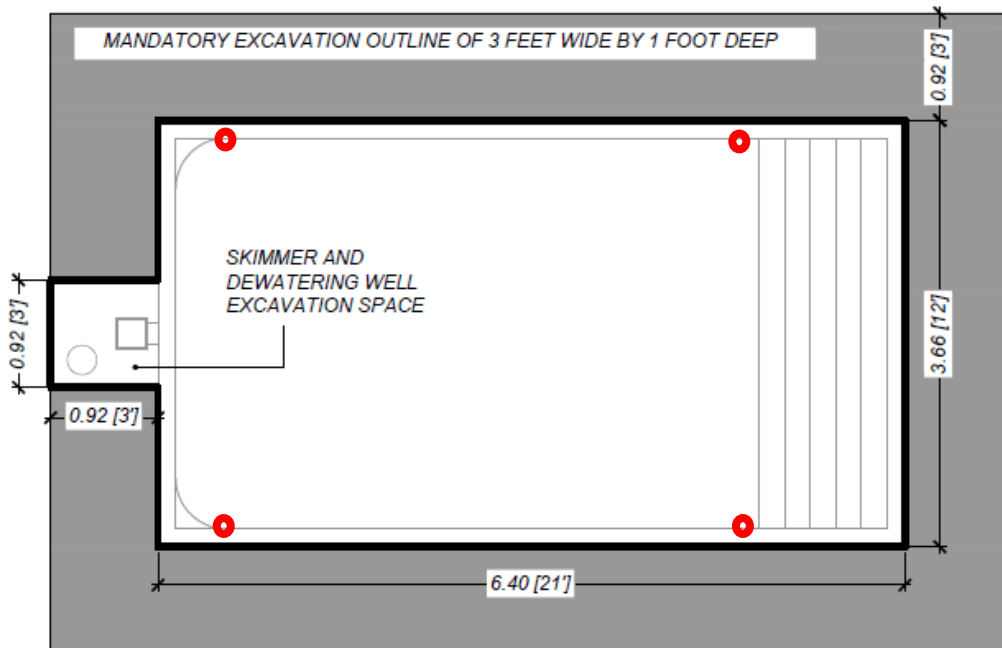 MANDATORY EXCAVATION OUTLINE OF 3 FEET WIDE BY 1 FOOT DEEP
0.92 [3']
SKIMMER AND
DEWATERING WELL
EXCAVATION SPACE
0.92 [3']
3.66 [12']
0.92 [3']
6.40 [21']